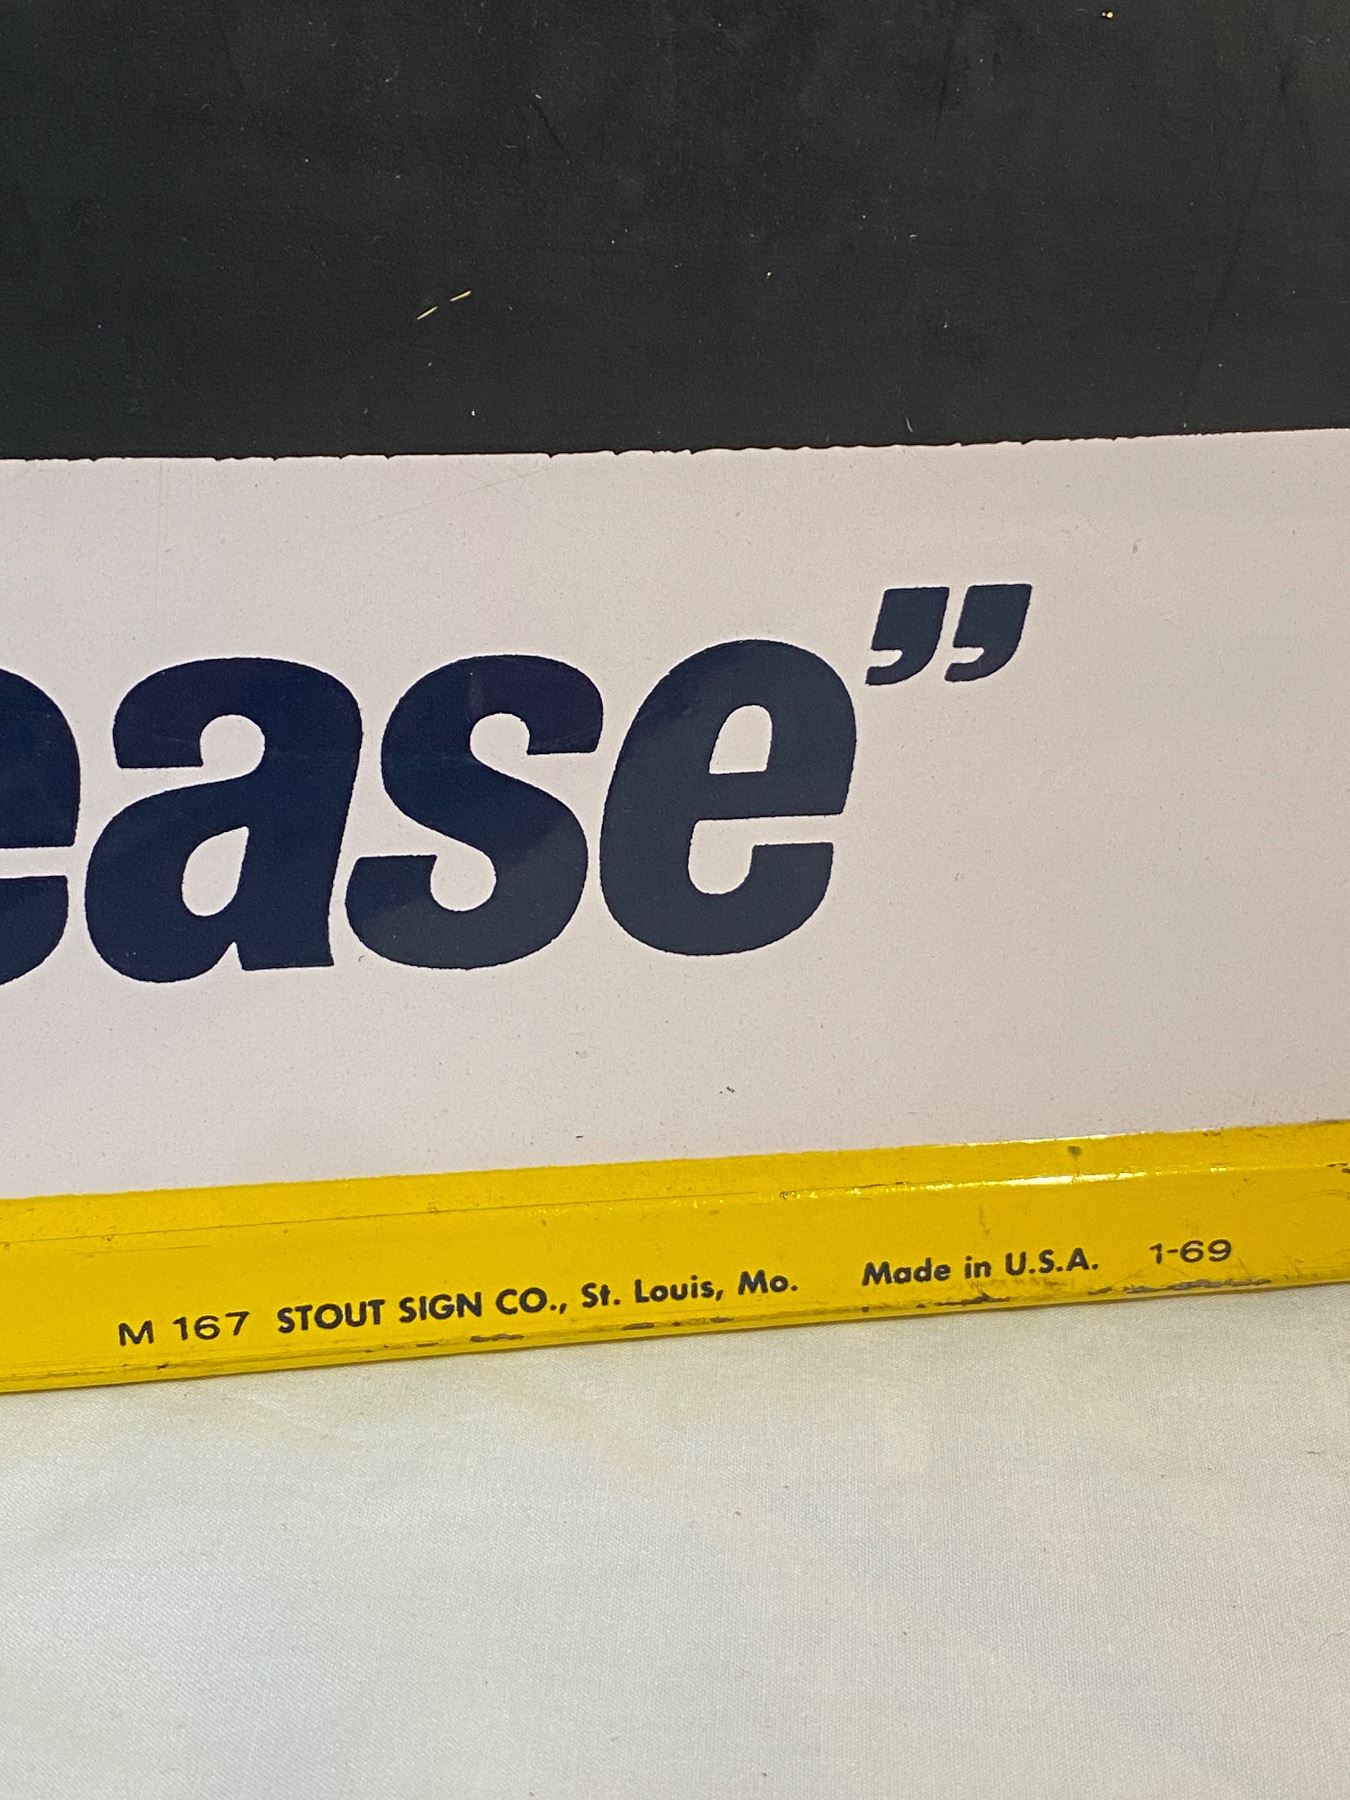 ease”
M 167 STOUT SIGN CO., St. Louis, Mo. Made in U.S.A. 1-69